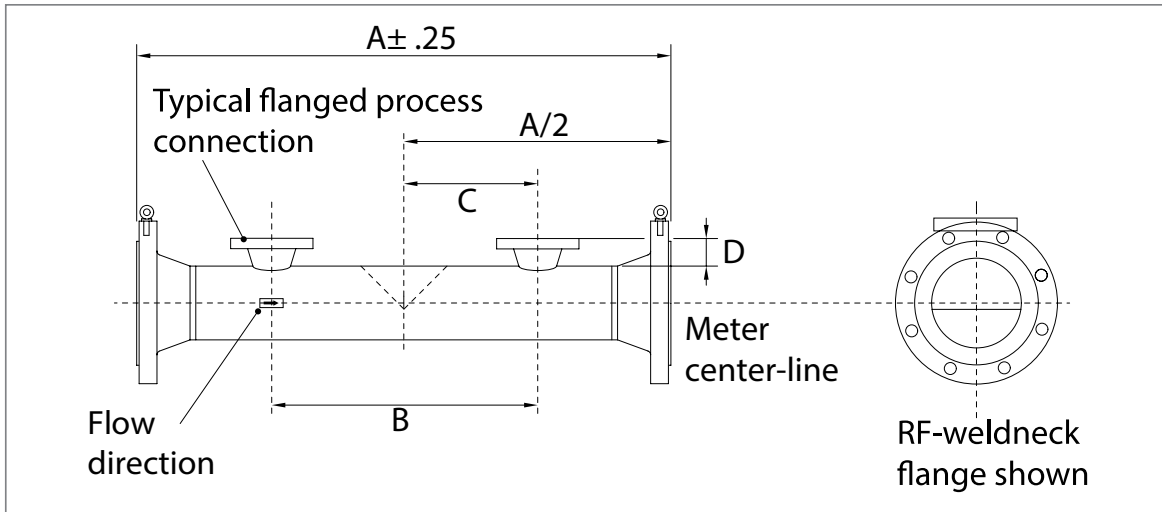 A± .25
Typical flanged process
connection
A/2
C
D
Meter
center-line
B
Flow
direction
RF-weldneck
flange shown